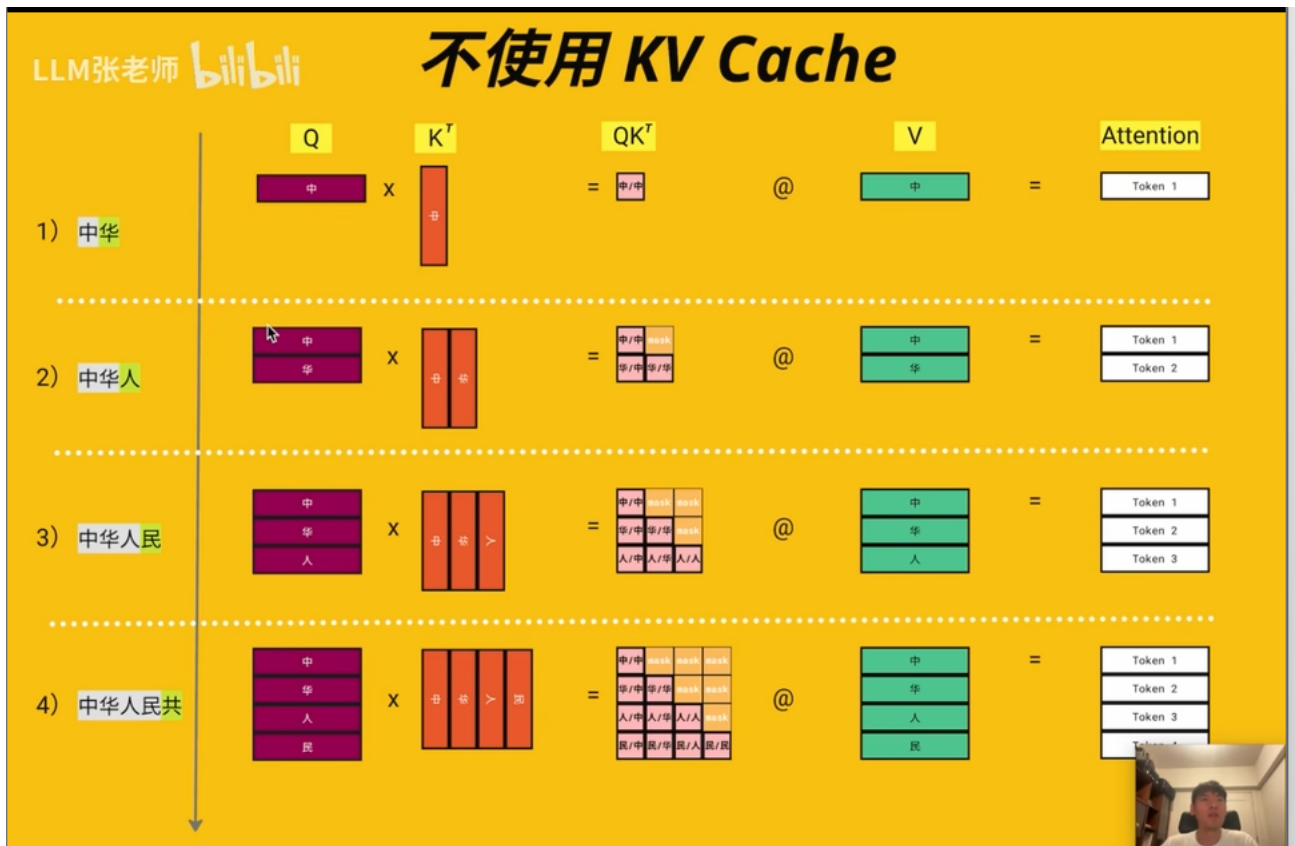 LLM张老师 bilibili
不使用 KV Cache
Q K^T QK^T V Attention
中 x 中 = 中/中 @ 中 = Token 1
1) 中华
中 x 中 华 = 中/中 mask @ 中 = Token 1
华 华/中 华/华 华 Token 2
2) 中华人
中 x 中 华 人 = 中/中 mask mask @ 中 = Token 1
华 华/中 华/华 mask 华 Token 2
人 人/中 人/华 人/人 人 Token 3
3) 中华人民
中 x 中 华 人 民 = 中/中 mask mask mask @ 中 = Token 1
华 华/中 华/华 mask mask 华 Token 2
人 人/中 人/华 人/人 mask 人 Token 3
民 民/中 民/华 民/人 民/民 民
4) 中华人民共